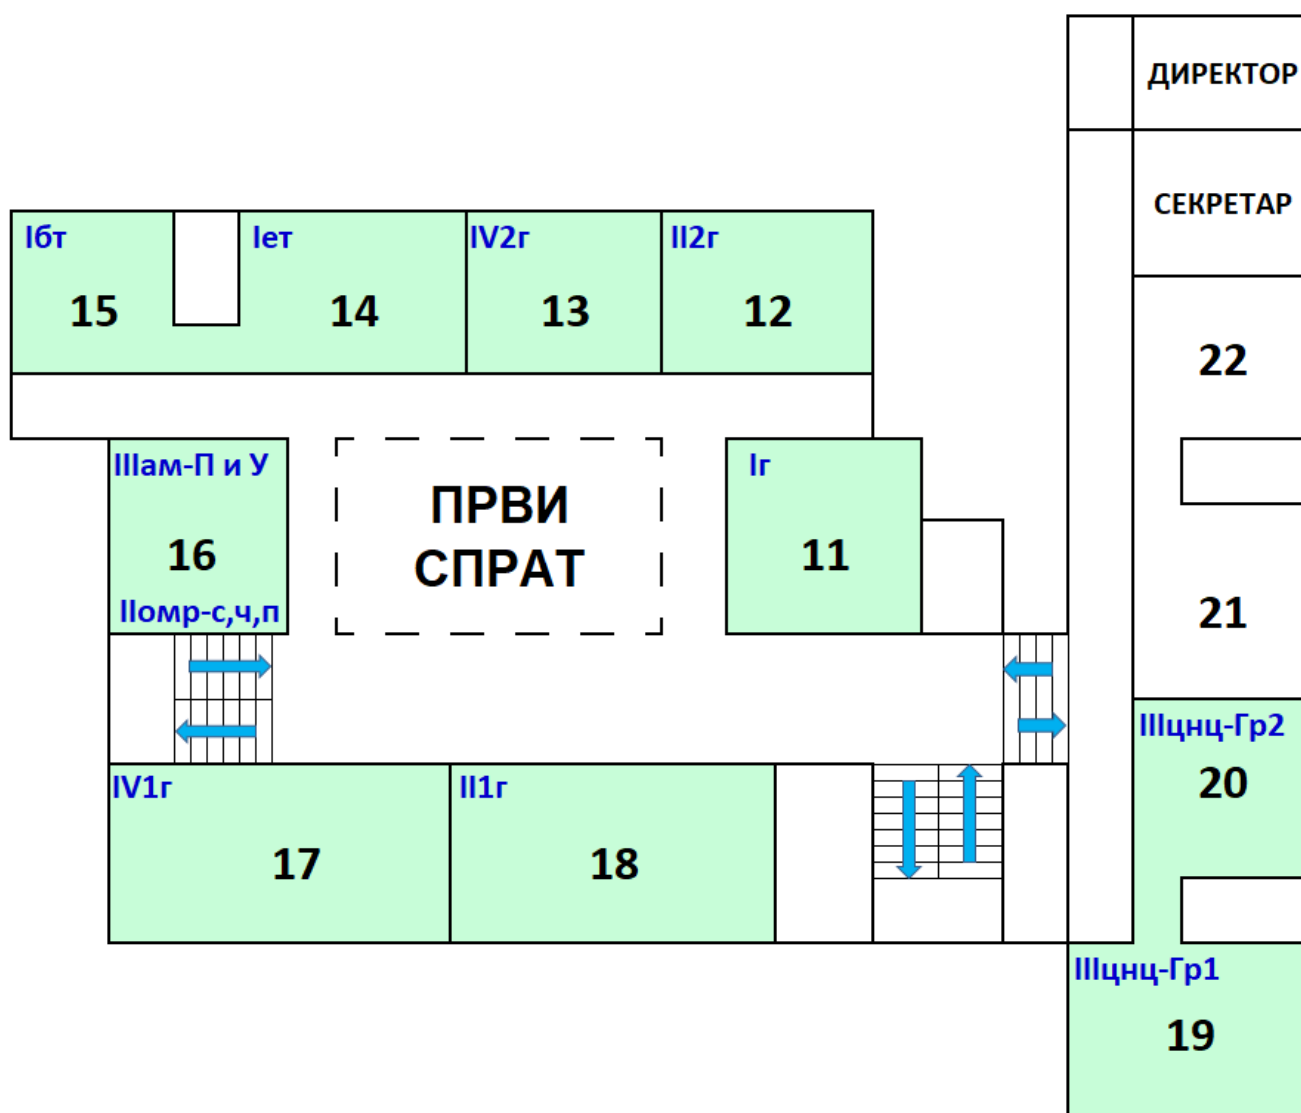 ДИРЕКТОР
СЕКРЕТАР
Iбт
Iет
IV2г
II2г
15
14
13
12
22
IIIам-П и У
Iг
ПРВИ
СПРАТ
16
11
IIомр-с,ч,п
21
IIIцнц-Гр2
20
IV1г
II1г
17
18
IIIцнц-Гр1
19